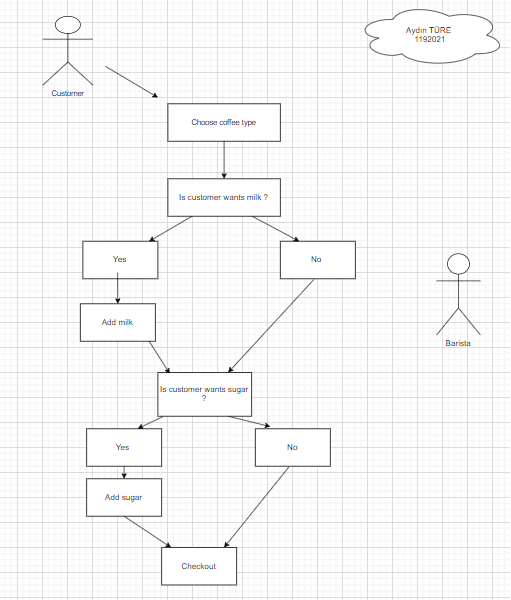 Aydın TÜRE
1192021
Customer
Choose coffee type
Is customer wants milk ?
Yes
No
Add milk
Barista
Is customer wants sugar
?
Yes
No
Add sugar
Checkout